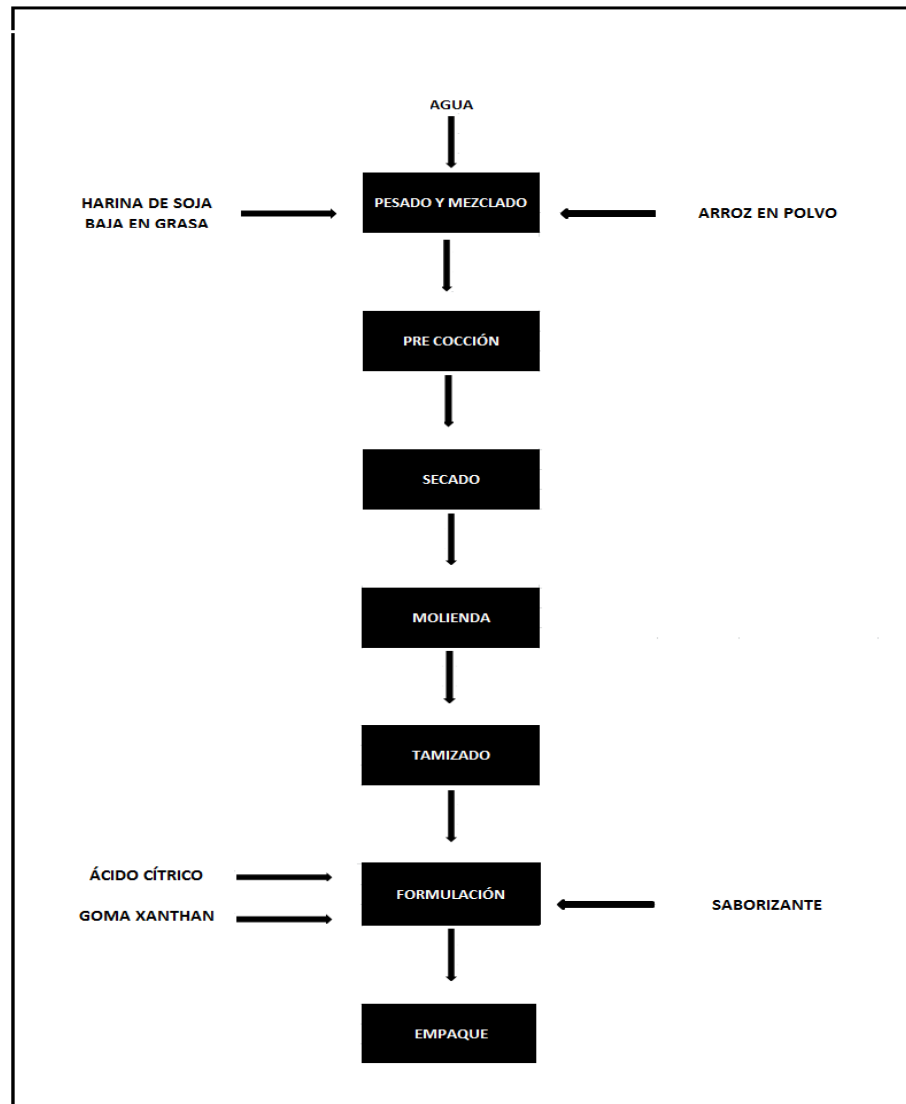 AGUA
HARINA DE SOJA
BAJA EN GRASA
PESADO Y MEZCLADO
ARROZ EN POLVO
PRE COCCIÓN
SECADO
MOLIENDA
TAMIZADO
ÁCIDO CÍTRICO
GOMA XANTHAN
FORMULACIÓN
SABORIZANTE
EMPAQUE